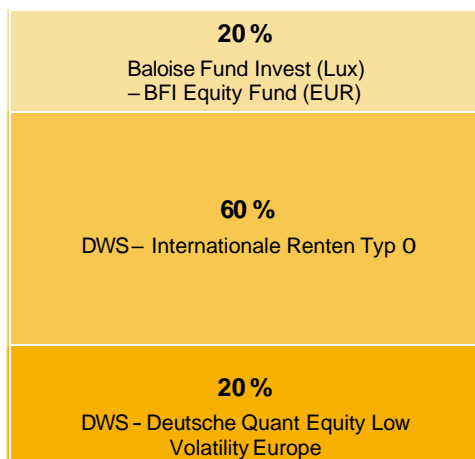 20 %
Baloise Fund Invest (Lux)
– BFI Equity Fund (EUR)
60 %
DWS – Internationale Renten Typ O
20 %
DWS - Deutsche Quant Equity Low
Volatility Europe